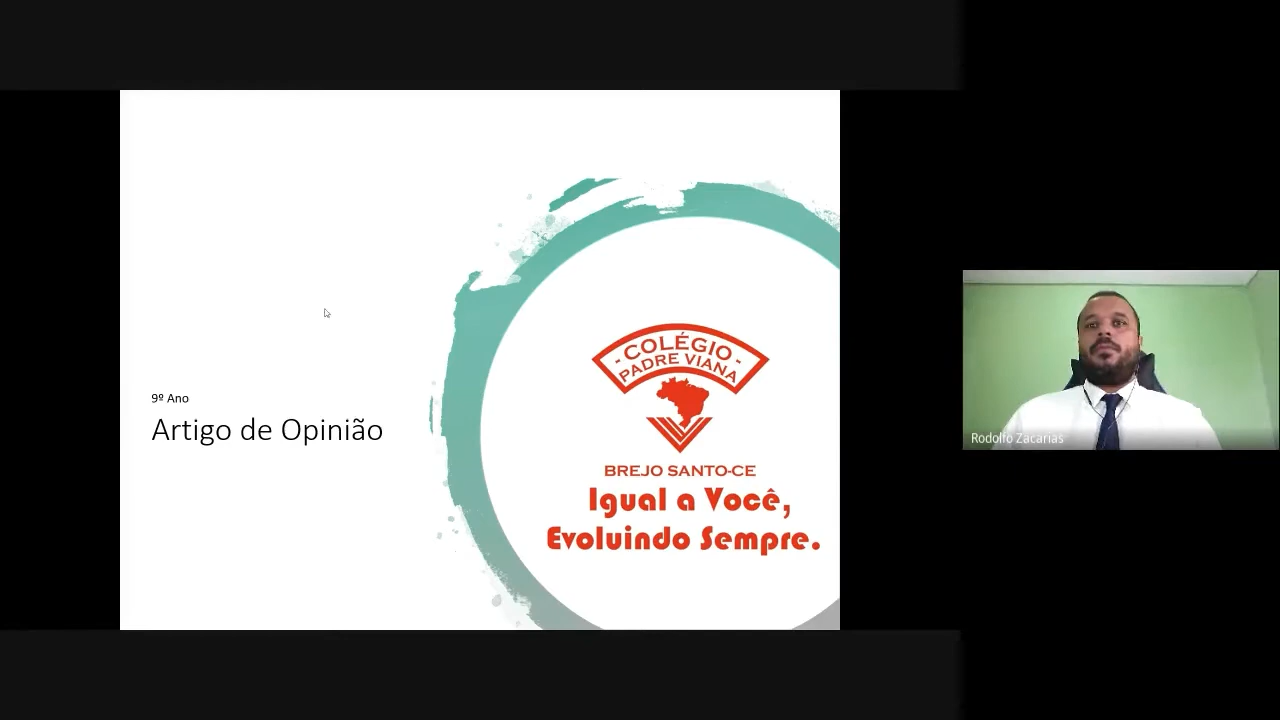 9º Ano
Artigo de Opinião
- COLÉGIO -
PADRE VIANA
BREJO SANTO-CE
Igual a Você,
Evoluindo Sempre.
Rodolfo Zacarias